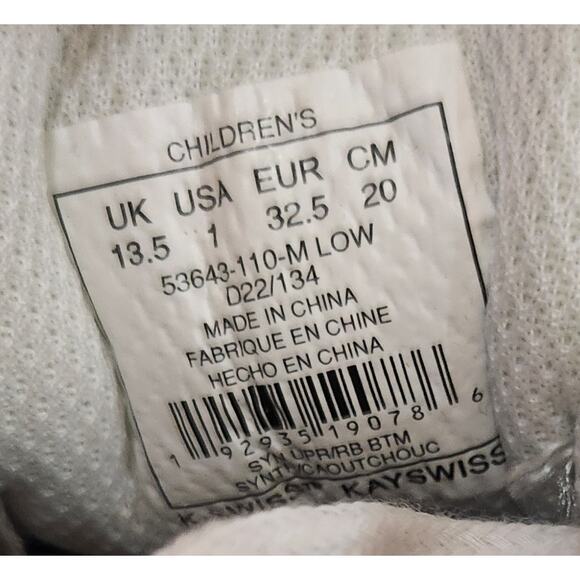 CHILDREN'S
UK USA EUR CM
13.5 1 32.5 20
53643-110-M LOW
D22/134
MADE IN CHINA
FABRIQUE EN CHINE
HECHO EN CHINA
1 92935 19078 6
SYN UPR/RB BTM
SYNTH/CAOUTCHOUC
KAYSWISS